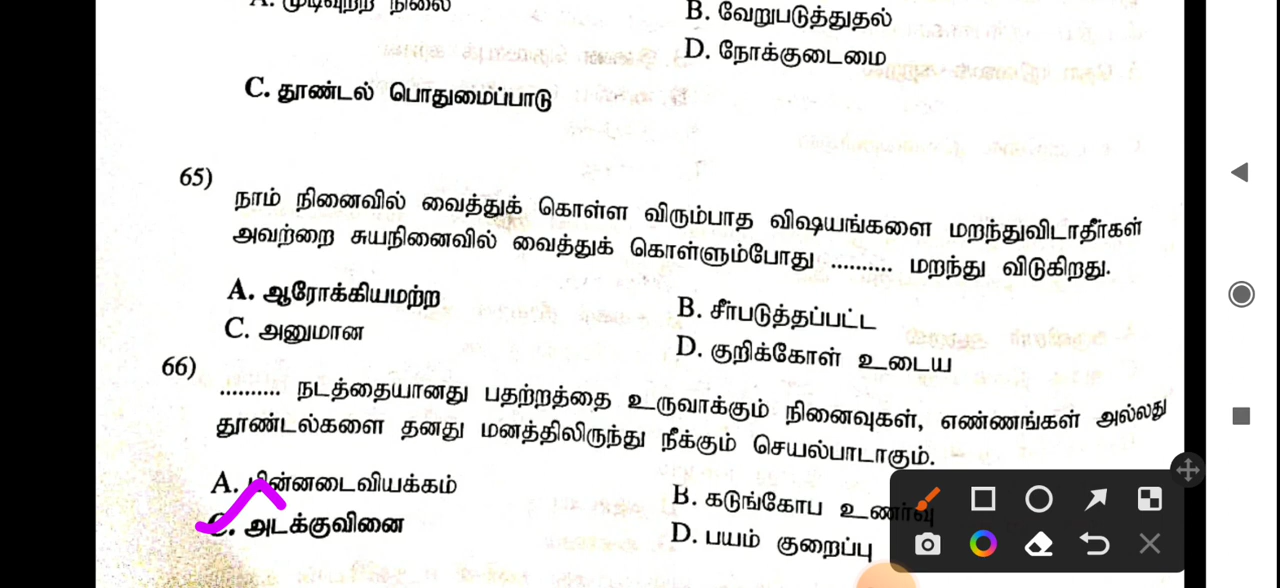 A. முடிவுற்ற நிலை
B. வேறுபடுத்துதல்
D. நோக்குடைமை
C. தூண்டல் பொதுமைப்பாடு
65)
நாம் நினைவில் வைத்துக் கொள்ள விரும்பாத விஷயங்களை மறந்துவிடாதீர்கள்
அவற்றை சுயநினைவில் வைத்துக் கொள்ளும்போது .......... மறந்து விடுகிறது.
A. ஆரோக்கியமற்ற
B. சீர்படுத்தப்பட்ட
C. அனுமான
D. குறிக்கோள் உடைய
66)
.......... நடத்தையானது பதற்றத்தை உருவாக்கும் நினைவுகள், எண்ணங்கள் அல்லது
தூண்டல்களை தனது மனத்திலிருந்து நீக்கும் செயல்பாடாகும்.
A. பின்னடைவியக்கம்
B. கடுங்கோப உணர்வு
C. அடக்குவினை
D. பயம் குறைப்பு